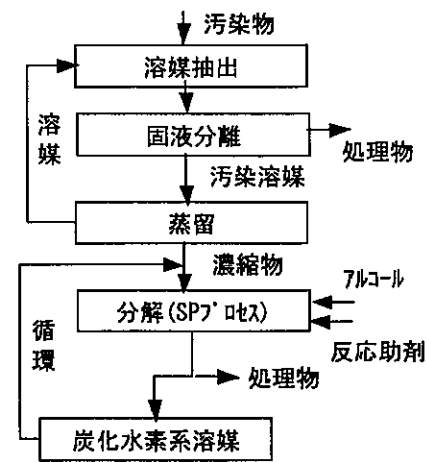 汚染物
溶媒抽出
溶媒
固液分離
処理物
汚染溶媒
蒸留
濃縮物
アルコール
分解(SPプロセス)
循環
反応助剤
処理物
炭化水素系溶媒